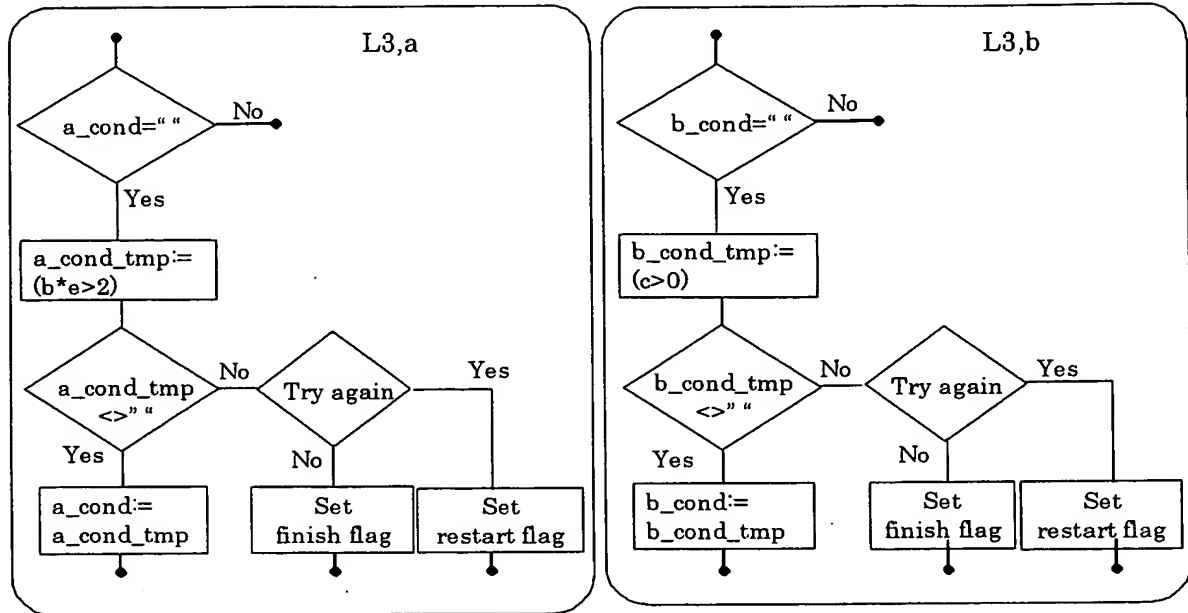 L3,a
a_cond=“ “
No
Yes
a_cond_tmp:=
(b*e>2)
a_cond_tmp
<>” “
No
Try again
Yes
Yes
No
a_cond:=
a_cond_tmp
Set
finish flag
Set
restart flag
L3,b
b_cond=“ “
No
Yes
b_cond_tmp:=
(c>0)
b_cond_tmp
<>” “
No
Try again
Yes
Yes
No
b_cond:=
b_cond_tmp
Set
finish flag
Set
restart flag